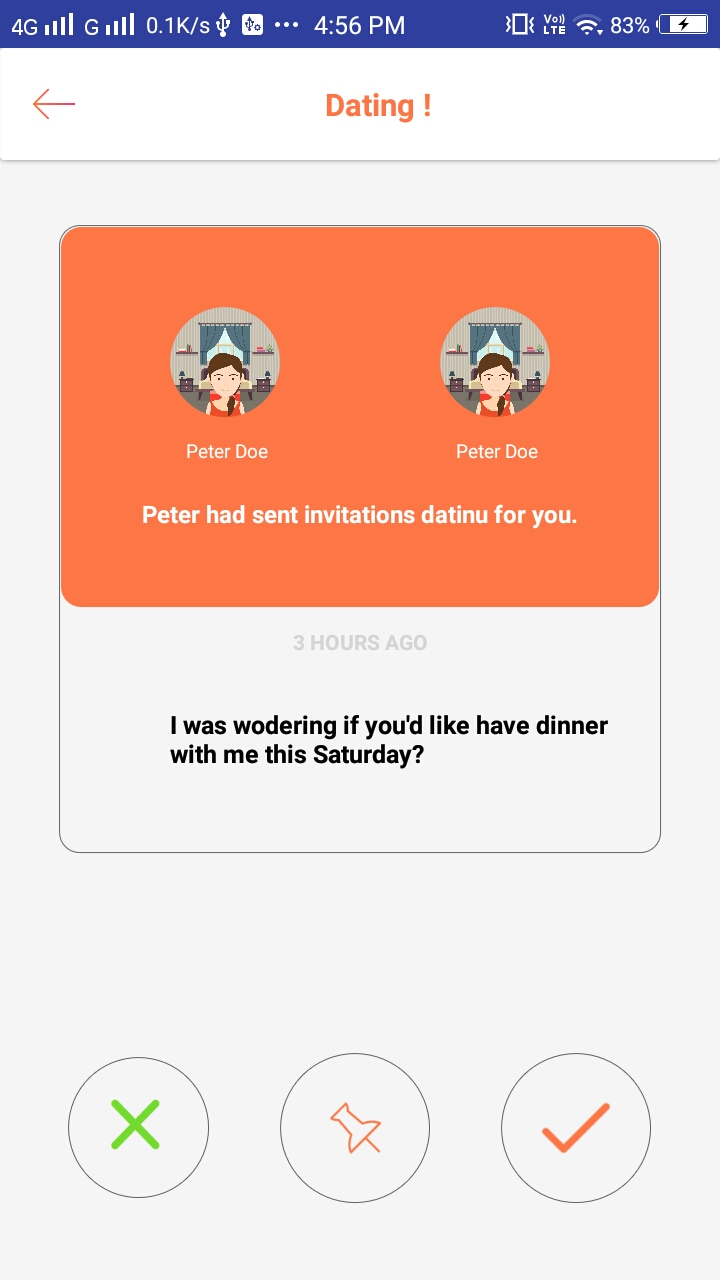 4G G 0.1K/s ••• 4:56 PM Vo)) LTE 83%
Dating !
Peter Doe Peter Doe
Peter had sent invitations datinu for you.
3 HOURS AGO
I was wodering if you'd like have dinner
with me this Saturday?